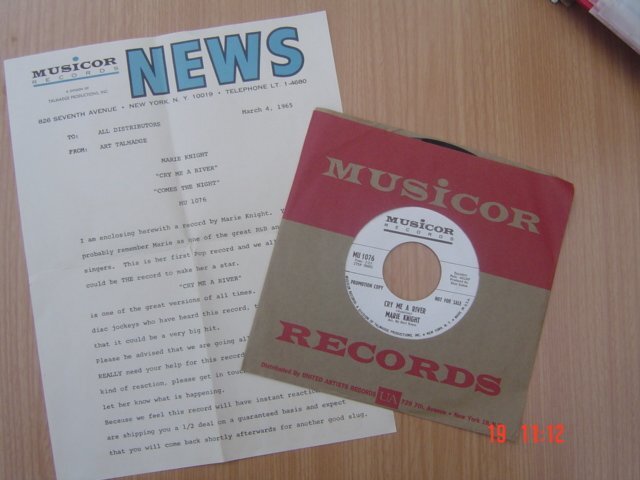 MUSICOR
RECORDS
A DIVISION OF
TALMADGE PRODUCTIONS, INC.
NEWS
826 SEVENTH AVENUE • NEW YORK, N. Y. 10019 • TELEPHONE LT. 1-4680
March 4, 1965
TO: ALL DISTRIBUTORS
FROM: ART TALMADGE
MARIE KNIGHT
"CRY ME A RIVER"
"COMES THE NIGHT"
MU 1076
I am enclosing herewith a record by Marie Knight.
probably remember Marie as one of the great R&B and
singers. This is her first Pop record and we all
could be THE record to make her a star.
"CRY ME A RIVER"
is one of the great versions of all times.
disc jockeys who have heard this record,
that it could be a very big hit.
Please be advised that we are going all
REALLY need your help for this record
kind of reaction, please get in touch
let her know what is happening.
Because we feel this record will have instant reaction
are shipping you a 1/2 deal on a guaranteed basis and expect
that you will come back shortly afterwards for another good slug.
MUSICOR
MUSICOR
RECORDS
MU 1076
PROMOTION COPY
NOT FOR SALE
CRY ME A RIVER
MARIE KNIGHT
RECORDS
Distributed By UNITED ARTISTS RECORDS UA 729 7th. Avenue • New York 19,
19 11:12